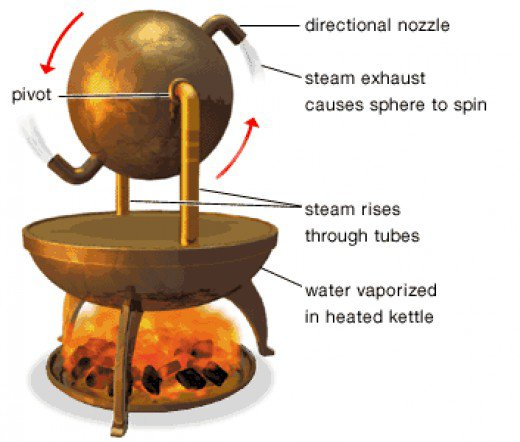 directional nozzle
steam exhaust
causes sphere to spin
pivot
steam rises
through tubes
water vaporized
in heated kettle